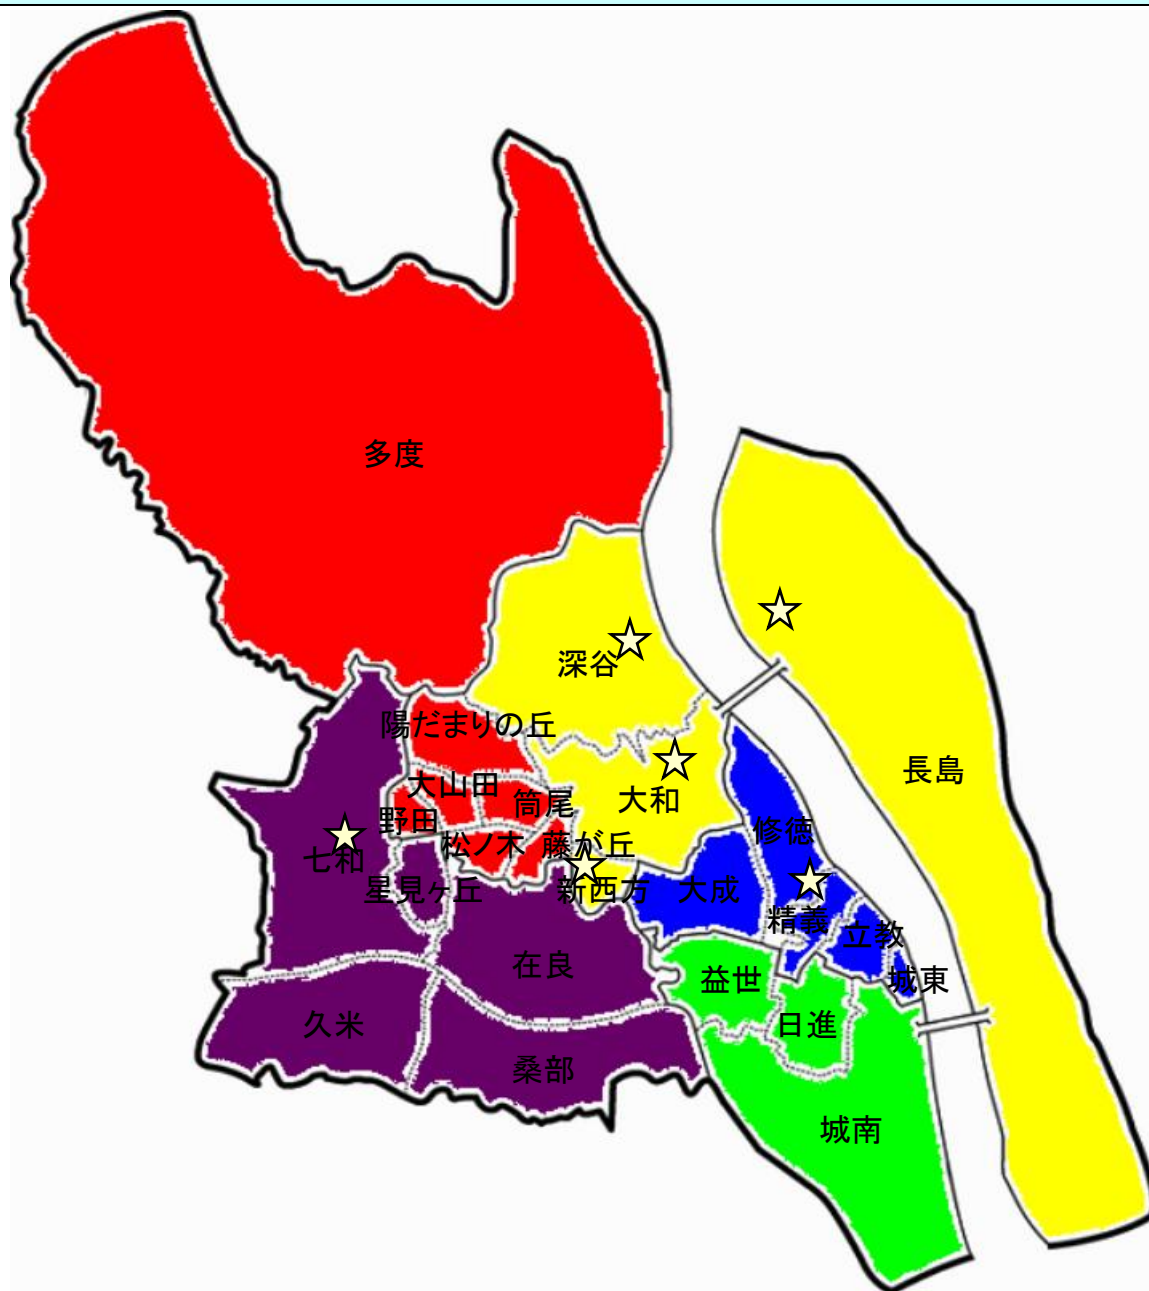 多度
深谷
陽だまりの丘
長島
大山田
大和
筒尾
野田
修徳
松ノ木
藤が丘
七和
星見ヶ丘
新西方
大成
精義
立教
在良
益世
城東
久米
日進
桑部
城南